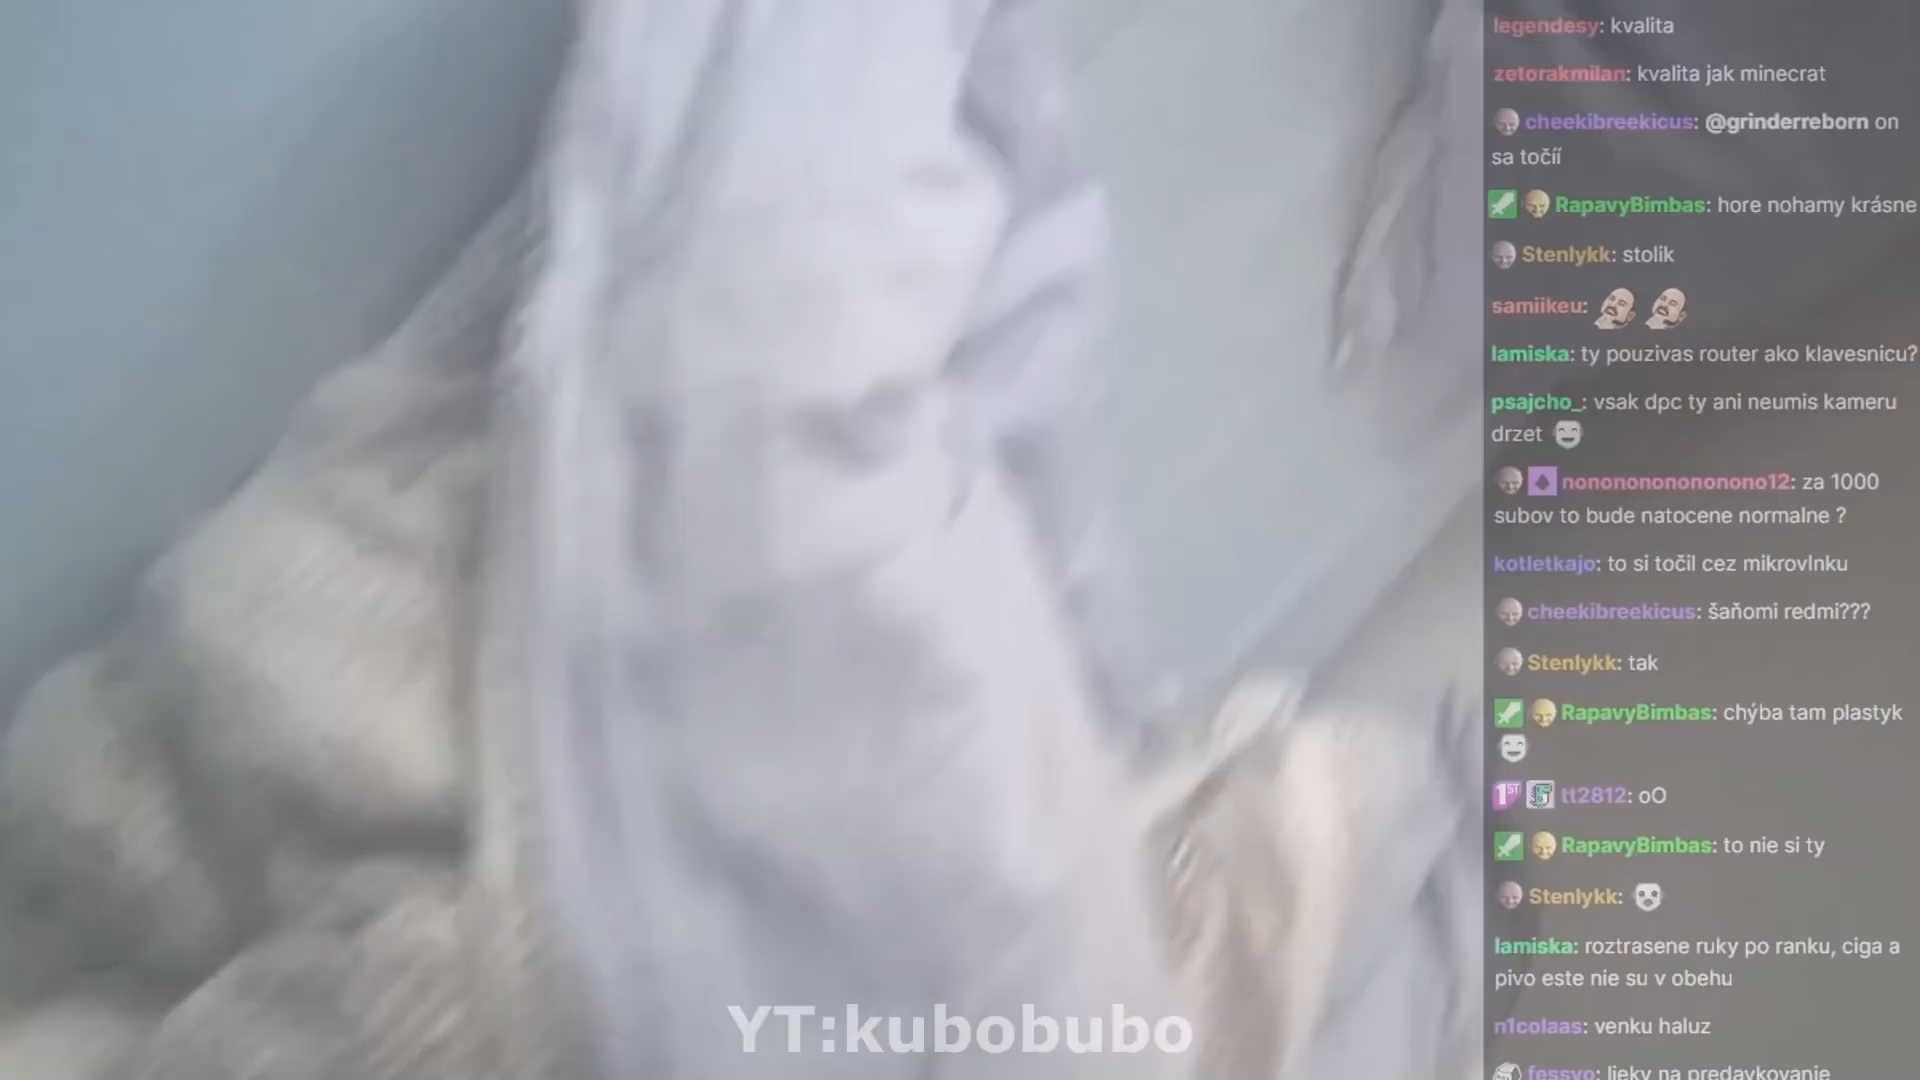 legendesy: kvalita
zetorakmilan: kvalita jak minecrat
cheekibreekicus: @grinderreborn on
sa točíí
RapavyBimbas: hore nohamy krásne
Stenlykk: stolik
samiikeu:
lamiska: ty pouzivas router ako klavesnicu?
psajcho_: vsak dpc ty ani neumis kameru
drzet
nonononononono12: za 1000
subov to bude natocene normalne ?
kotletkajo: to si točil cez mikrovlnku
cheekibreekicus: šaňomi redmi???
Stenlykk: tak
RapavyBimbas: chýba tam plastyk
1ST tt2812: oO
RapavyBimbas: to nie si ty
Stenlykk:
lamiska: roztrasene ruky po ranku, ciga a
pivo este nie su v obehu
n1colaas: venku haluz
fessyo: lieky na predavkovanie
YT:kubobubo